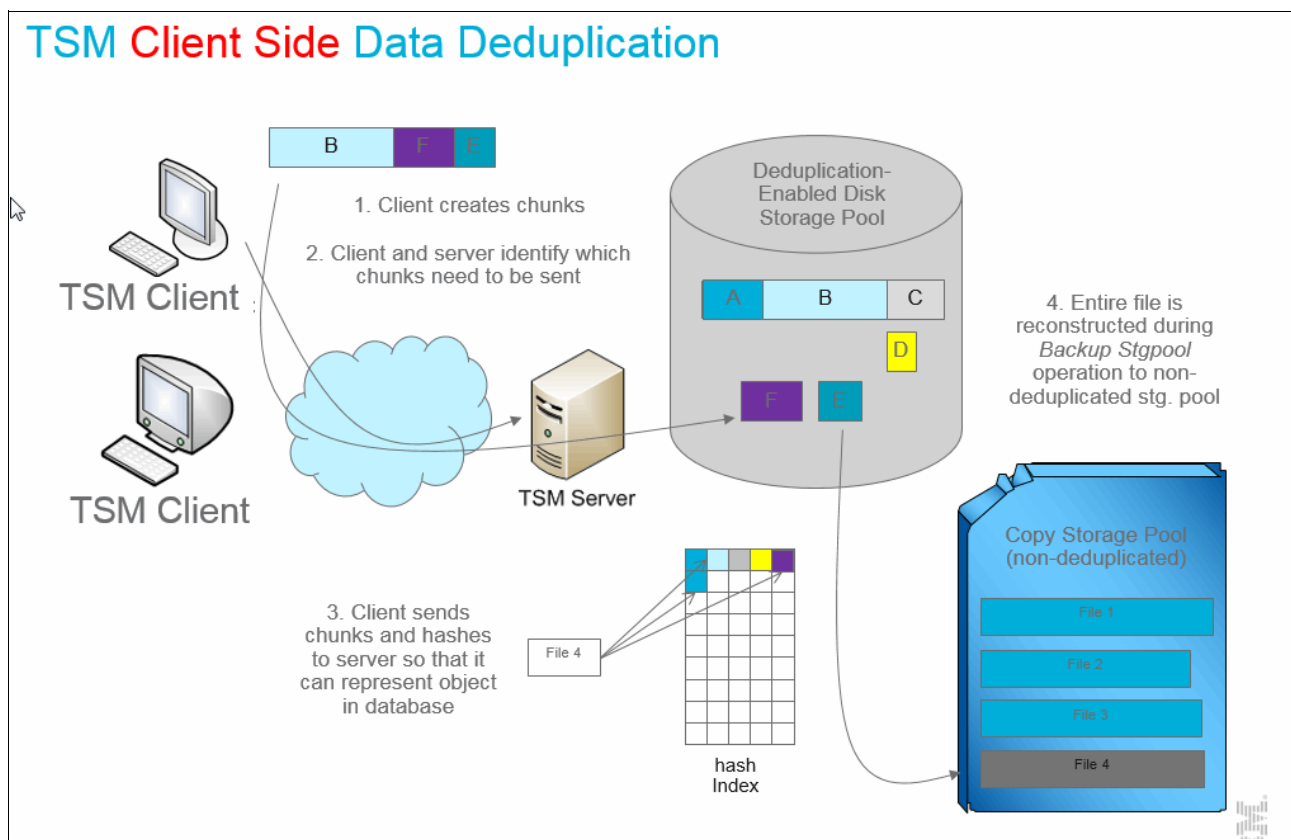 TSM Client Side Data Deduplication
B
F
E
1. Client creates chunks
2. Client and server identify which
chunks need to be sent
TSM Client
:
TSM Client
TSM Server
Deduplication-
Enabled Disk
Storage Pool
A
B
C
D
F
E
4. Entire file is
reconstructed during
Backup Stgpool
operation to non-
deduplicated stg. pool
3. Client sends
chunks and hashes
to server so that it
can represent object
in database
File 4
hash
Index
Copy Storage Pool
(non-deduplicated)
File 1
File 2
File 3
File 4
IBM.